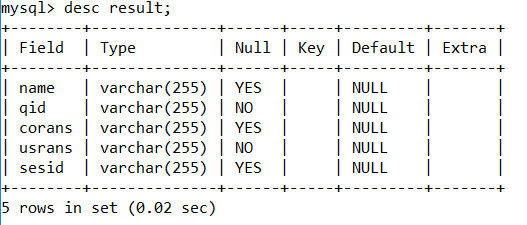 mysql> desc result;
+--------+--------------+------+-----+---------+-------+
| Field  | Type         | Null | Key | Default | Extra |
+--------+--------------+------+-----+---------+-------+
| name   | varchar(255) | YES  |     | NULL    |       |
| qid    | varchar(255) | NO   |     | NULL    |       |
| corans | varchar(255) | YES  |     | NULL    |       |
| usrans | varchar(255) | NO   |     | NULL    |       |
| sesid  | varchar(255) | YES  |     | NULL    |       |
+--------+--------------+------+-----+---------+-------+
5 rows in set (0.02 sec)